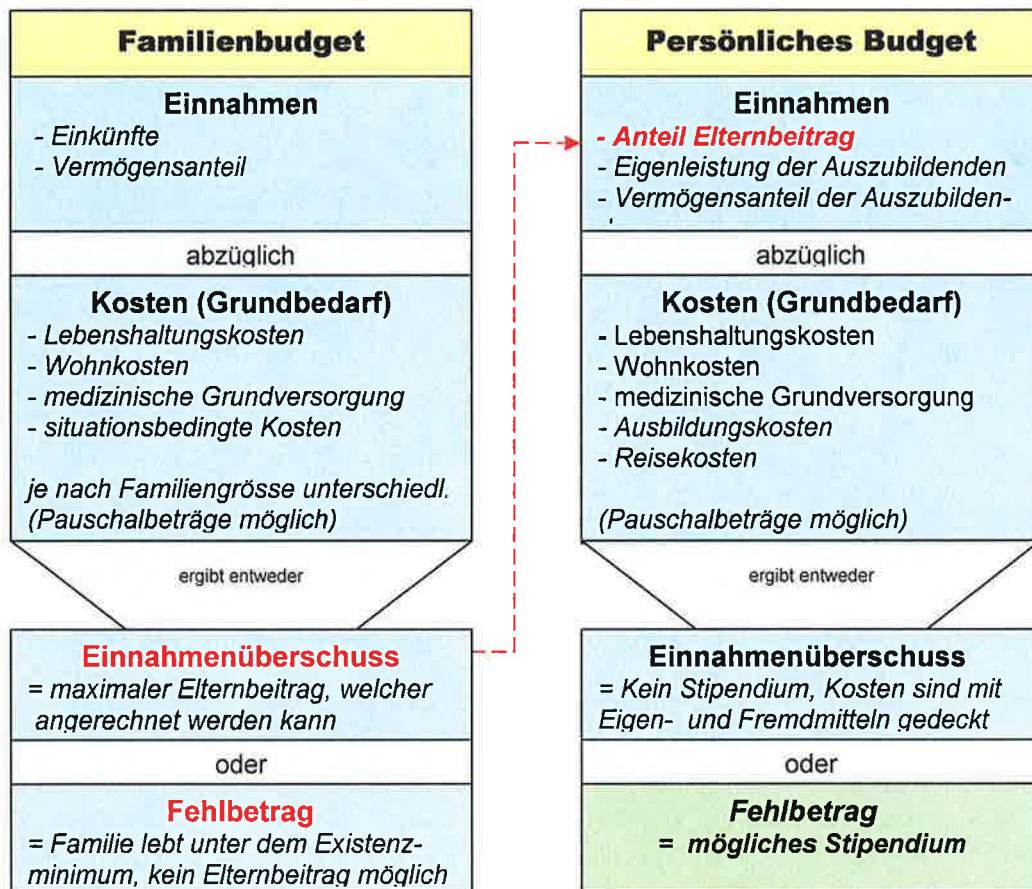 Familienbudget
Einnahmen
- Einkünfte
- Vermögensanteil
abzüglich
Kosten (Grundbedarf)
- Lebenshaltungskosten
- Wohnkosten
- medizinische Grundversorgung
- situationsbedingte Kosten
je nach Familiengrösse unterschiedl.
(Pauschalbeträge möglich)
ergibt entweder
Einnahmenüberschuss
= maximaler Elternbeitrag, welcher
angerechnet werden kann
oder
Fehlbetrag
= Familie lebt unter dem Existenz-
minimum, kein Elternbeitrag möglich
Persönliches Budget
Einnahmen
- Anteil Elternbeitrag
- Eigenleistung der Auszubildenden
- Vermögensanteil der Auszubilden-
abzüglich
Kosten (Grundbedarf)
- Lebenshaltungskosten
- Wohnkosten
- medizinische Grundversorgung
- Ausbildungskosten
- Reisekosten
(Pauschalbeträge möglich)
ergibt entweder
Einnahmenüberschuss
= Kein Stipendium, Kosten sind mit
Eigen- und Fremdmitteln gedeckt
oder
Fehlbetrag
= mögliches Stipendium